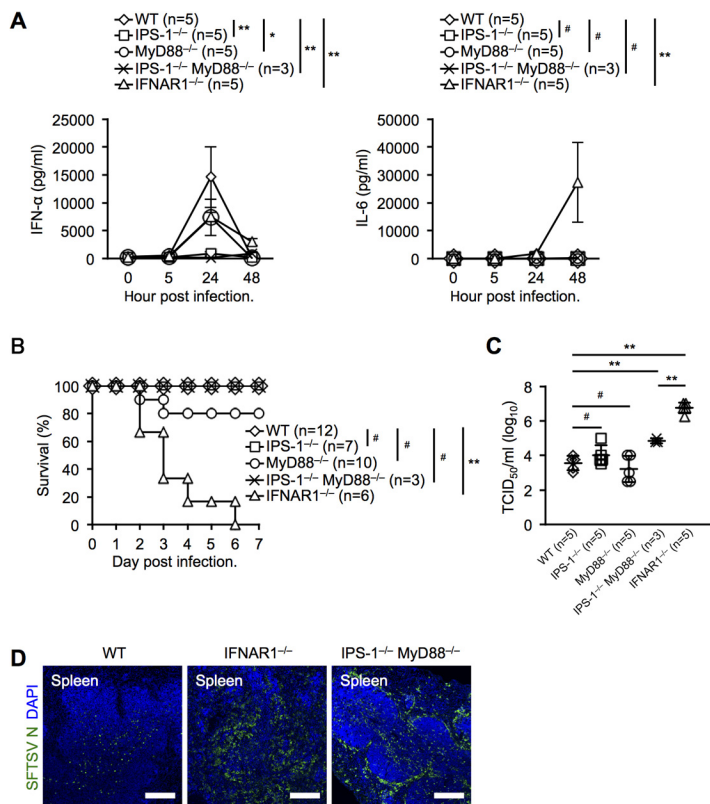 A
WT (n=5)
IPS-1–/– (n=5)
MyD88–/– (n=5)
IPS-1–/– MyD88–/– (n=3)
IFNAR1–/– (n=5)
** * ** **
WT (n=5)
IPS-1–/– (n=5)
MyD88–/– (n=5)
IPS-1–/– MyD88–/– (n=3)
IFNAR1–/– (n=5)
# # # **
IFN-α (pg/ml)
25000
20000
15000
10000
5000
0
0 5 24 48
Hour post infection.
IL-6 (pg/ml)
50000
40000
30000
20000
10000
0
0 5 24 48
Hour post infection.
B
Survival (%)
100
80
60
40
20
0
0 1 2 3 4 5 6 7
Day post infection.
WT (n=12)
IPS-1–/– (n=7)
MyD88–/– (n=10)
IPS-1–/– MyD88–/– (n=3)
IFNAR1–/– (n=6)
# # # **
C
**
**
# **
#
TCID50/ml (log10)
8
6
4
2
0
WT (n=5)
IPS-1–/– (n=5)
MyD88–/– (n=5)
IPS-1–/– MyD88–/– (n=3)
IFNAR1–/– (n=5)
D
WT IFNAR1–/– IPS-1–/– MyD88–/–
SFTSV N DAPI
Spleen Spleen Spleen